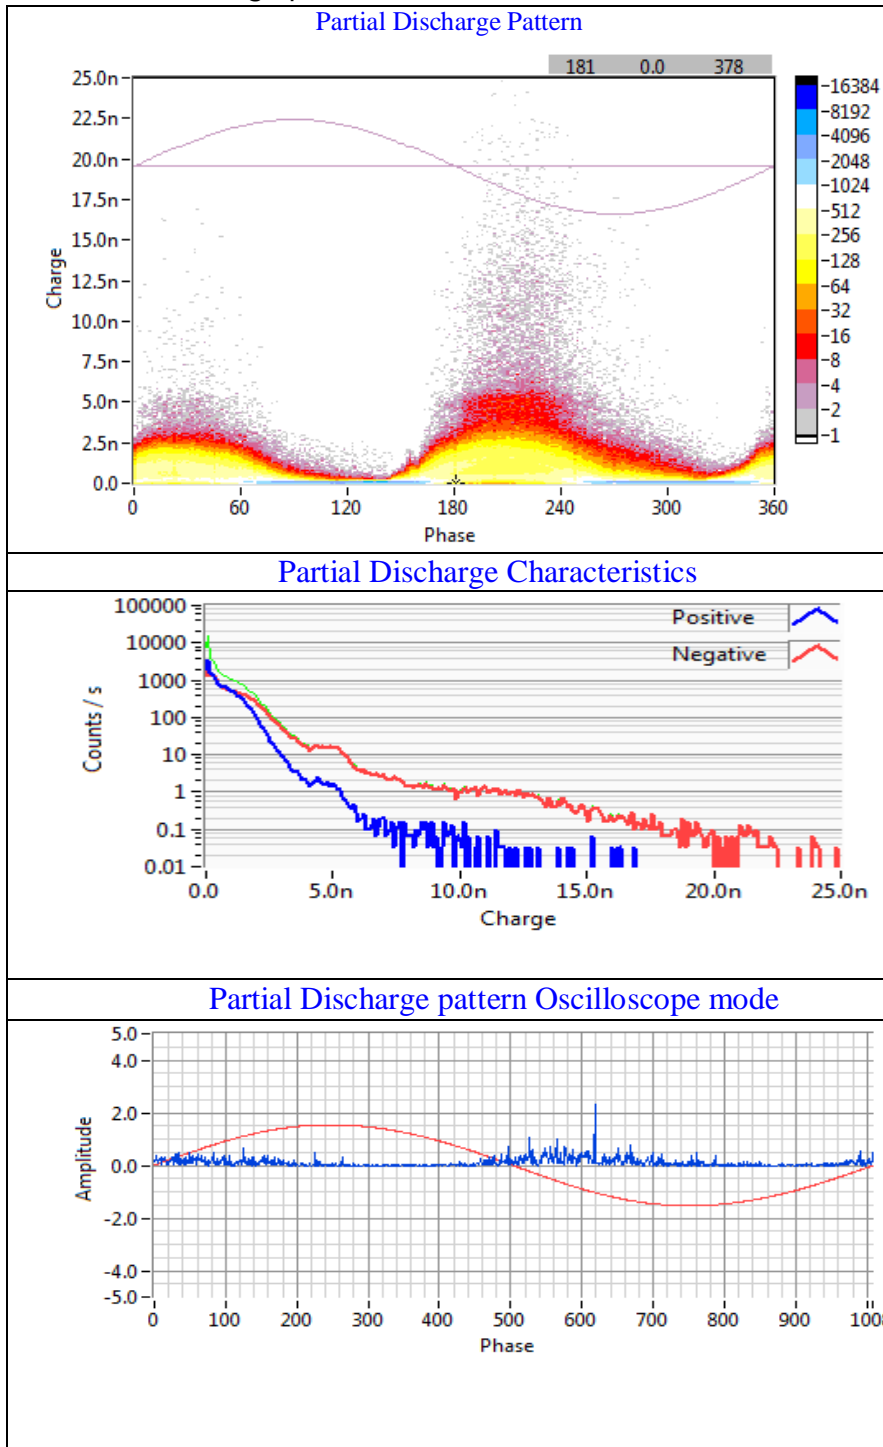 Partial Discharge Pattern
181 0.0 378
25.0n
22.5n
20.0n
17.5n
15.0n
12.5n
10.0n
7.5n
5.0n
2.5n
0.0
Charge
0 60 120 180 240 300 360
Phase
16384
8192
4096
2048
1024
512
256
128
64
32
16
8
4
2
1
Partial Discharge Characteristics
100000
10000
1000
100
10
1
0.1
0.01
Counts / s
Positive
Negative
0.0 5.0n 10.0n 15.0n 20.0n 25.0n
Charge
Partial Discharge pattern Oscilloscope mode
5.0
4.0
2.0
0.0
-2.0
-4.0
-5.0
Amplitude
0 100 200 300 400 500 600 700 800 900
Phase